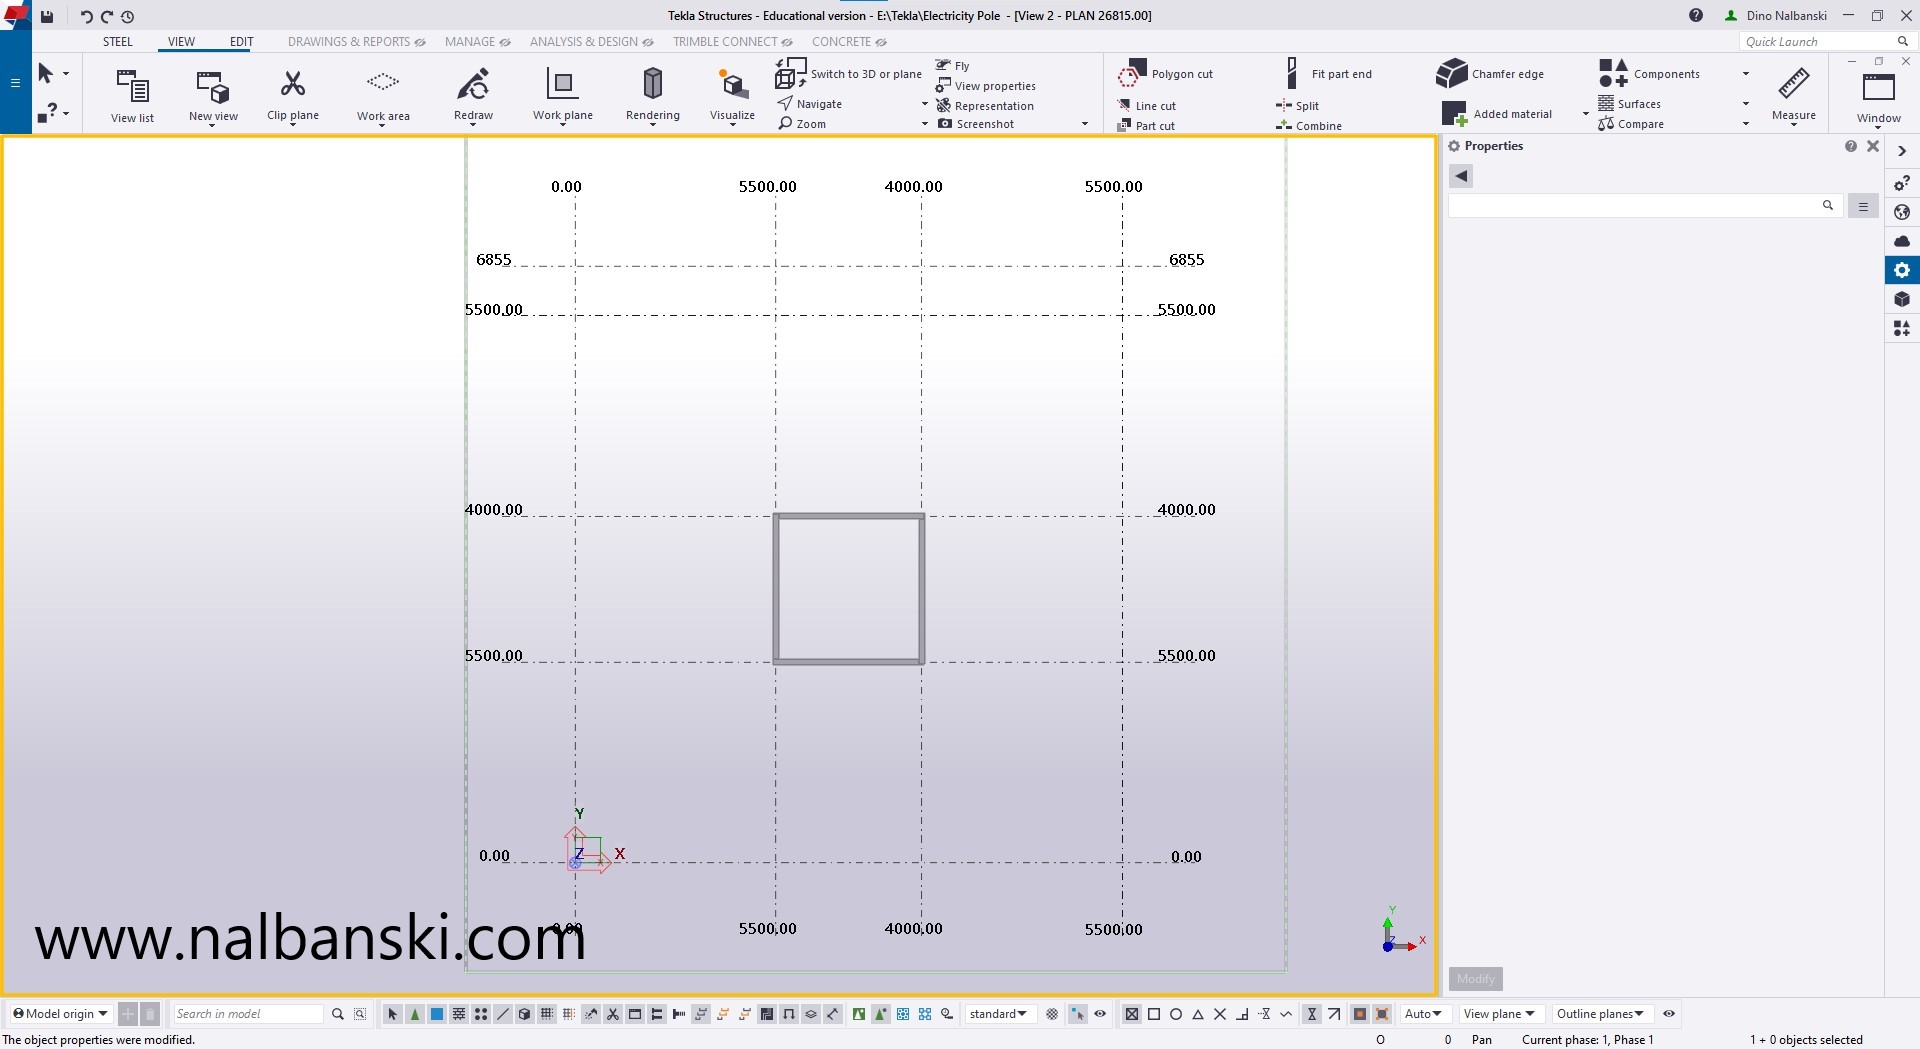 Tekla Structures - Educational version - E:\Tekla\Electricity Pole - [View 2 - PLAN 26815.00]
Dino Nalbanski
STEEL VIEW EDIT DRAWINGS & REPORTS MANAGE ANALYSIS & DESIGN TRIMBLE CONNECT CONCRETE
Quick Launch
View list
New view
Clip plane
Work area
Redraw
Work plane
Rendering
Visualize
Switch to 3D or plane
Navigate
Zoom
Fly
View properties
Representation
Screenshot
Polygon cut
Line cut
Part cut
Fit part end
Split
Combine
Chamfer edge
Added material
Components
Surfaces
Compare
Measure
Window
Properties
0.00 5500.00 4000.00 5500.00
6855 6855
5500.00 5500.00
4000.00 4000.00
5500.00 5500.00
Y
Z X
0.00 0.00
0.00 5500.00 4000.00 5500.00
www.nalbanski.com
Y
Z X
Modify
Model origin
Search in model
standard
Auto
View plane
Outline planes
The object properties were modified.
O 0 Pan Current phase: 1, Phase 1 1 + 0 objects selected